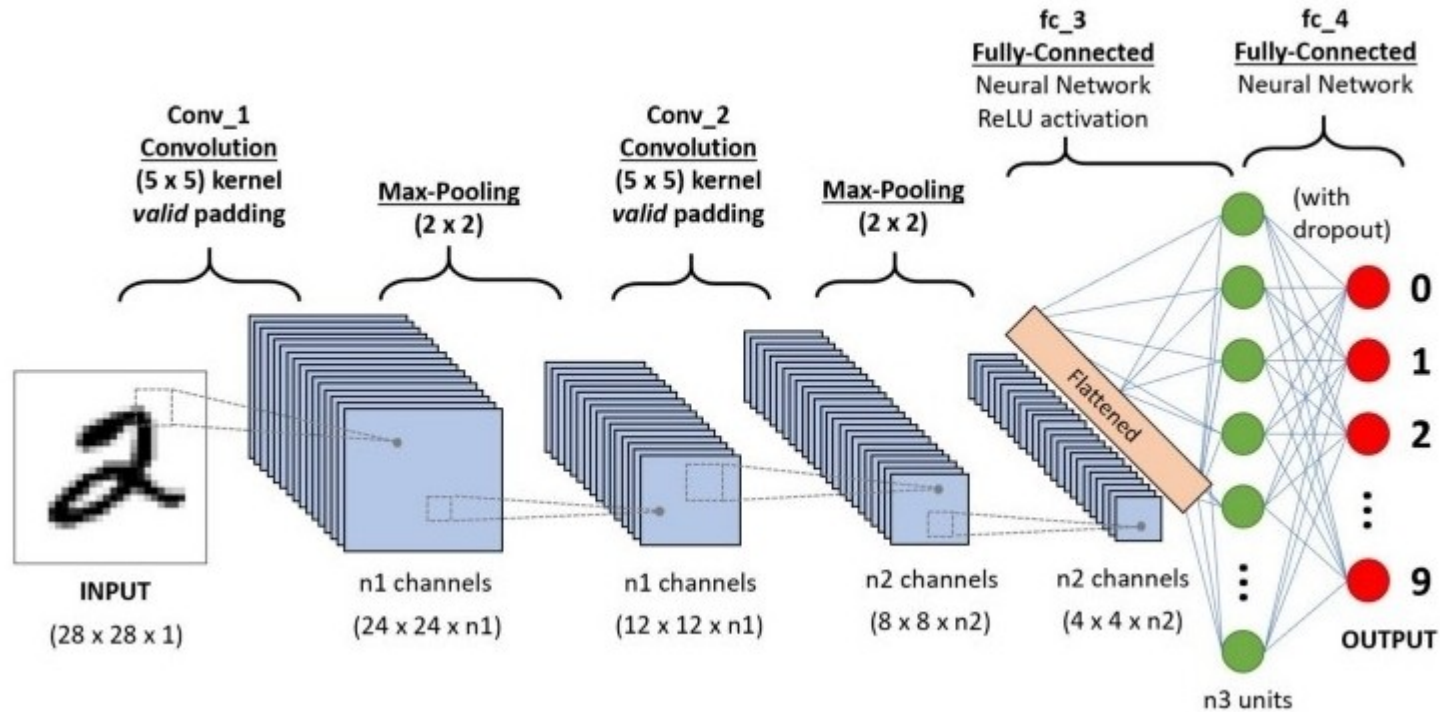 Conv_1
Convolution
(5 x 5) kernel
valid padding
Max-Pooling
(2 x 2)
Conv_2
Convolution
(5 x 5) kernel
valid padding
Max-Pooling
(2 x 2)
fc_3
Fully-Connected
Neural Network
ReLU activation
fc_4
Fully-Connected
Neural Network
(with
dropout)
INPUT
(28 x 28 x 1)
n1 channels
(24 x 24 x n1)
n1 channels
(12 x 12 x n1)
n2 channels
(8 x 8 x n2)
n2 channels
(4 x 4 x n2)
Flattened
n3 units
0
1
2
9
OUTPUT
2